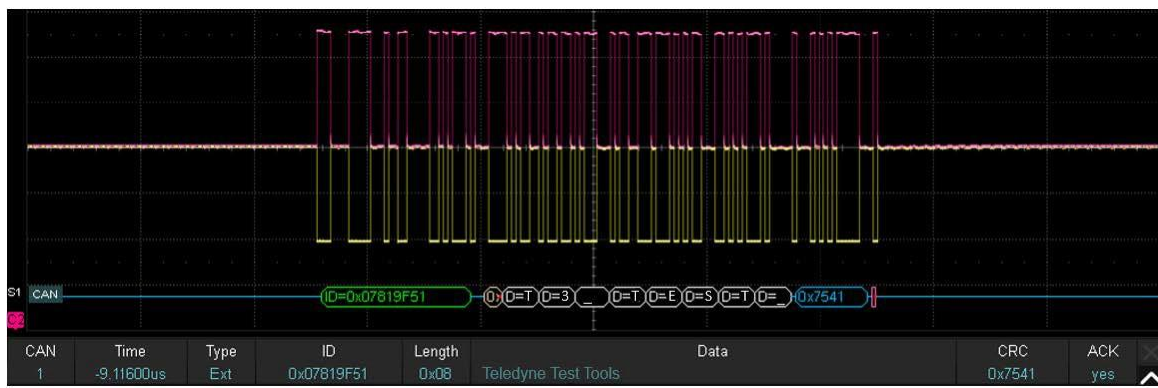 S1 CAN ID=0x07819F51 D=T D=3 _ D=T D=E D=S D=T D=_ 0x7541
C2
CAN Time Type ID Length Data CRC ACK
1 -9.11600us Ext 0x07819F51 0x08 Teledyne Test Tools 0x7541 yes